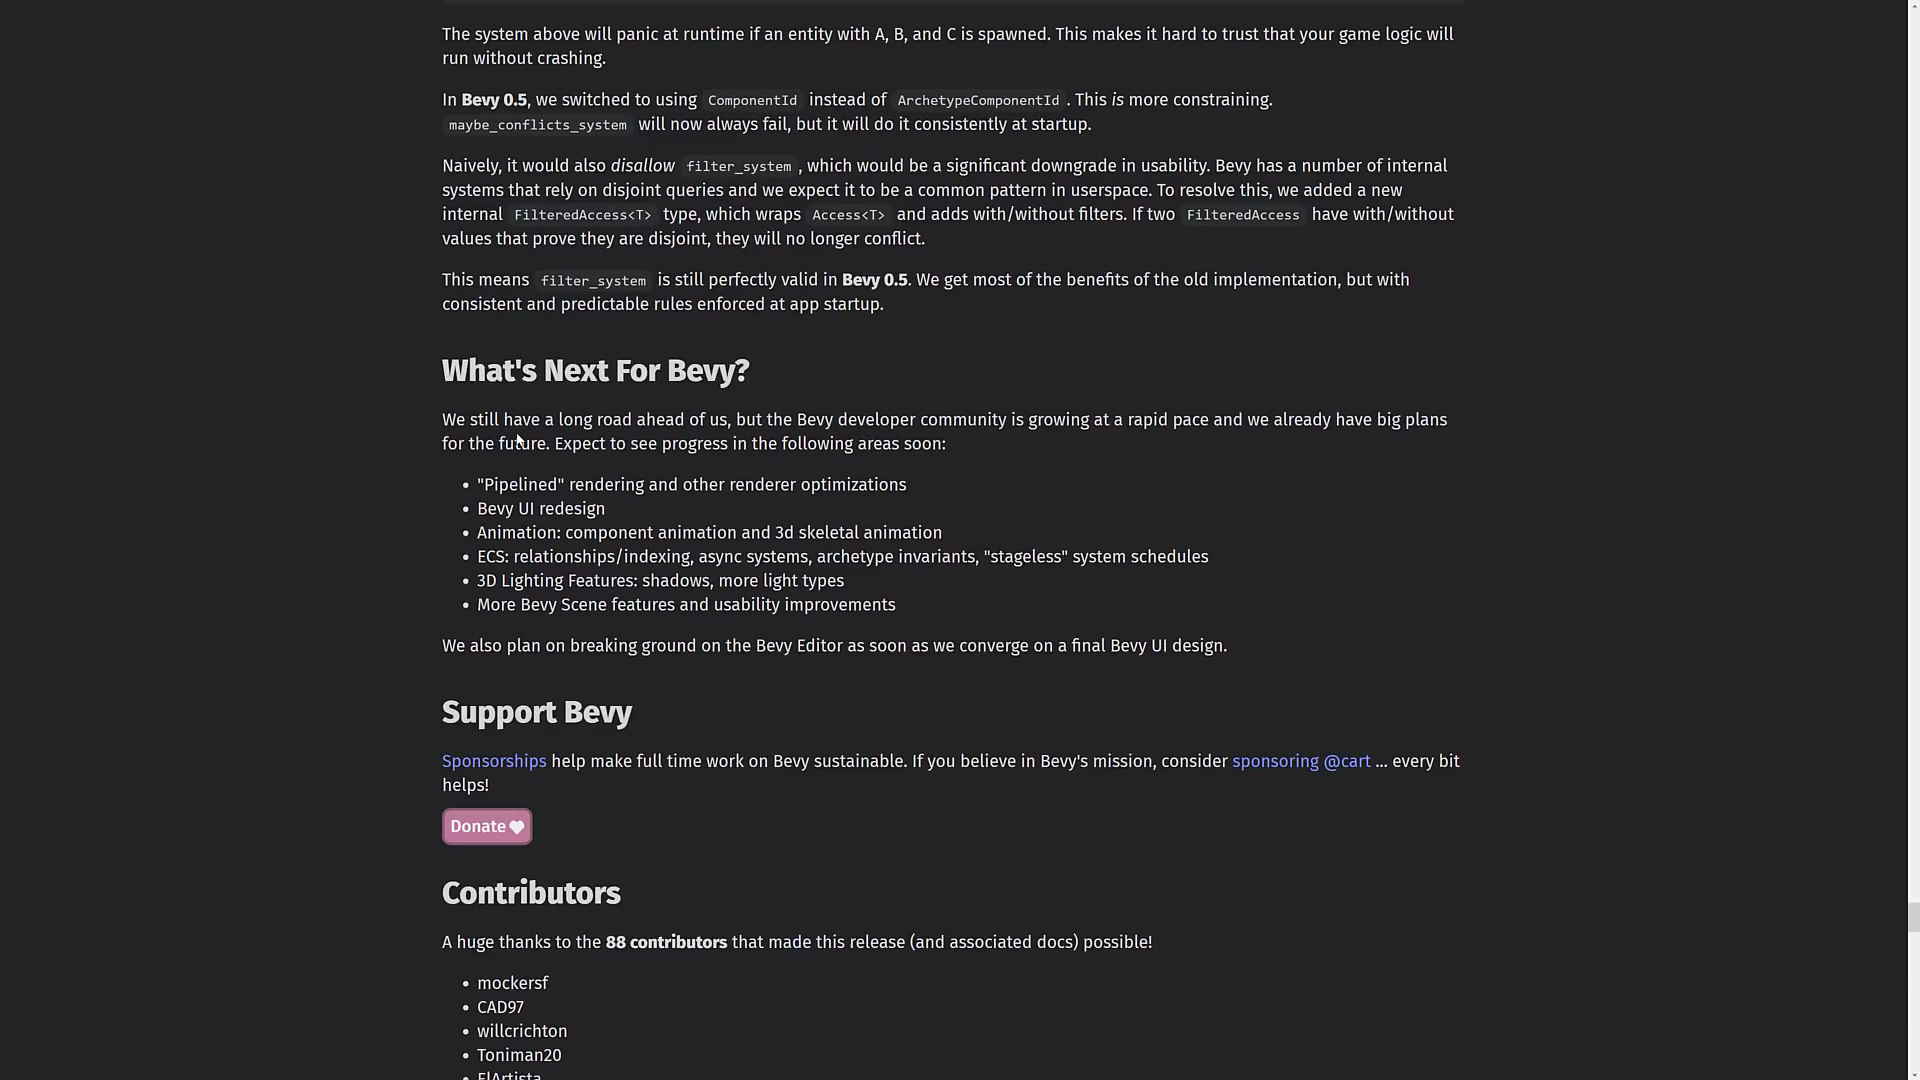 The system above will panic at runtime if an entity with A, B, and C is spawned. This makes it hard to trust that your game logic will
run without crashing.
In Bevy 0.5, we switched to using ComponentId instead of ArchetypeComponentId . This is more constraining.
maybe_conflicts_system will now always fail, but it will do it consistently at startup.
Naively, it would also disallow filter_system , which would be a significant downgrade in usability. Bevy has a number of internal
systems that rely on disjoint queries and we expect it to be a common pattern in userspace. To resolve this, we added a new
internal FilteredAccess<T> type, which wraps Access<T> and adds with/without filters. If two FilteredAccess have with/without
values that prove they are disjoint, they will no longer conflict.
This means filter_system is still perfectly valid in Bevy 0.5. We get most of the benefits of the old implementation, but with
consistent and predictable rules enforced at app startup.
What's Next For Bevy?
We still have a long road ahead of us, but the Bevy developer community is growing at a rapid pace and we already have big plans
for the future. Expect to see progress in the following areas soon:
• "Pipelined" rendering and other renderer optimizations
• Bevy UI redesign
• Animation: component animation and 3d skeletal animation
• ECS: relationships/indexing, async systems, archetype invariants, "stageless" system schedules
• 3D Lighting Features: shadows, more light types
• More Bevy Scene features and usability improvements
We also plan on breaking ground on the Bevy Editor as soon as we converge on a final Bevy UI design.
Support Bevy
Sponsorships help make full time work on Bevy sustainable. If you believe in Bevy's mission, consider sponsoring @cart ... every bit
helps!
Donate
Contributors
A huge thanks to the 88 contributors that made this release (and associated docs) possible!
• mockersf
• CAD97
• willcrichton
• Toniman20
• ElArtista